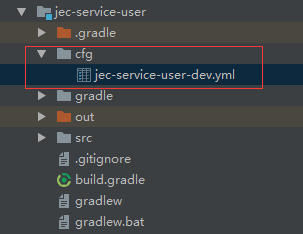 jec-service-user
.gradle
cfg
jec-service-user-dev.yml
gradle
out
src
.gitignore
build.gradle
gradlew
gradlew.bat